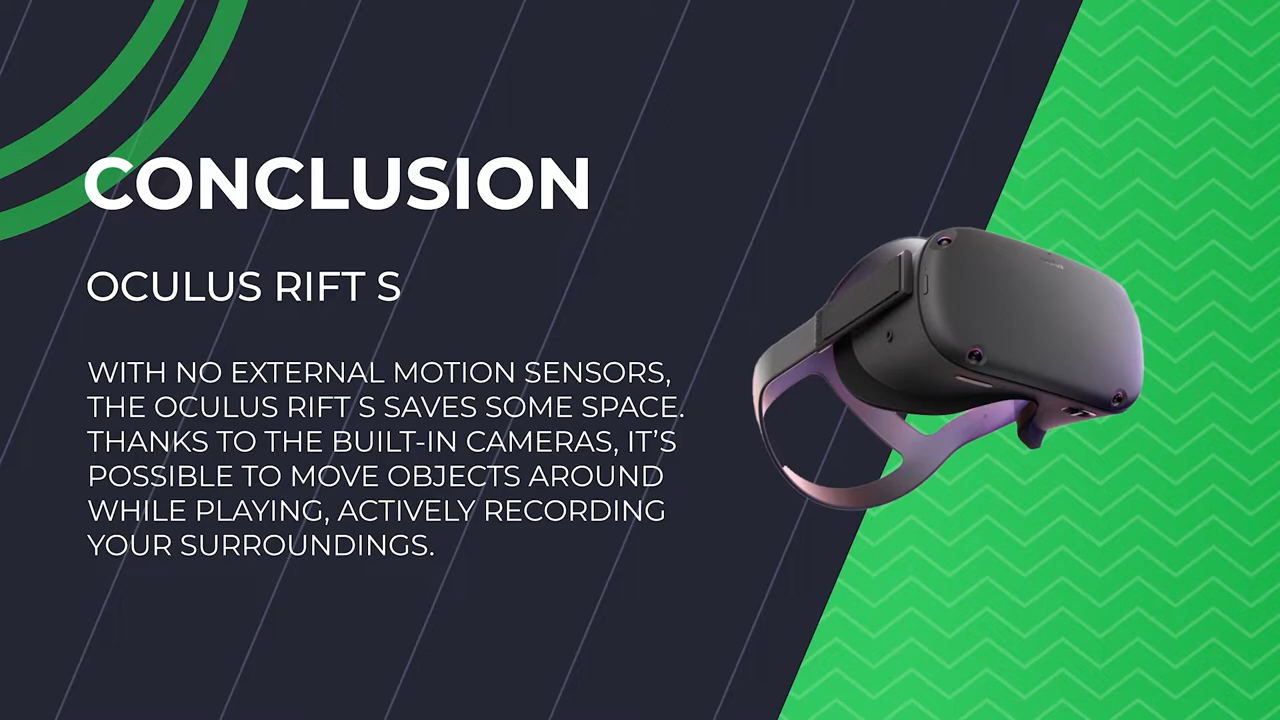 CONCLUSION
OCULUS RIFT S
WITH NO EXTERNAL MOTION SENSORS,
THE OCULUS RIFT S SAVES SOME SPACE.
THANKS TO THE BUILT-IN CAMERAS, IT’S
POSSIBLE TO MOVE OBJECTS AROUND
WHILE PLAYING, ACTIVELY RECORDING
YOUR SURROUNDINGS.